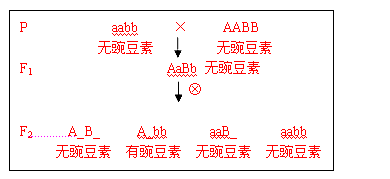 P aabb × AABB
无豌豆素 无豌豆素
F1 AaBb 无豌豆素
⊗
F2 A_B_ A_bb aaB_ aabb
无豌豆素 有豌豆素 无豌豆素 无豌豆素